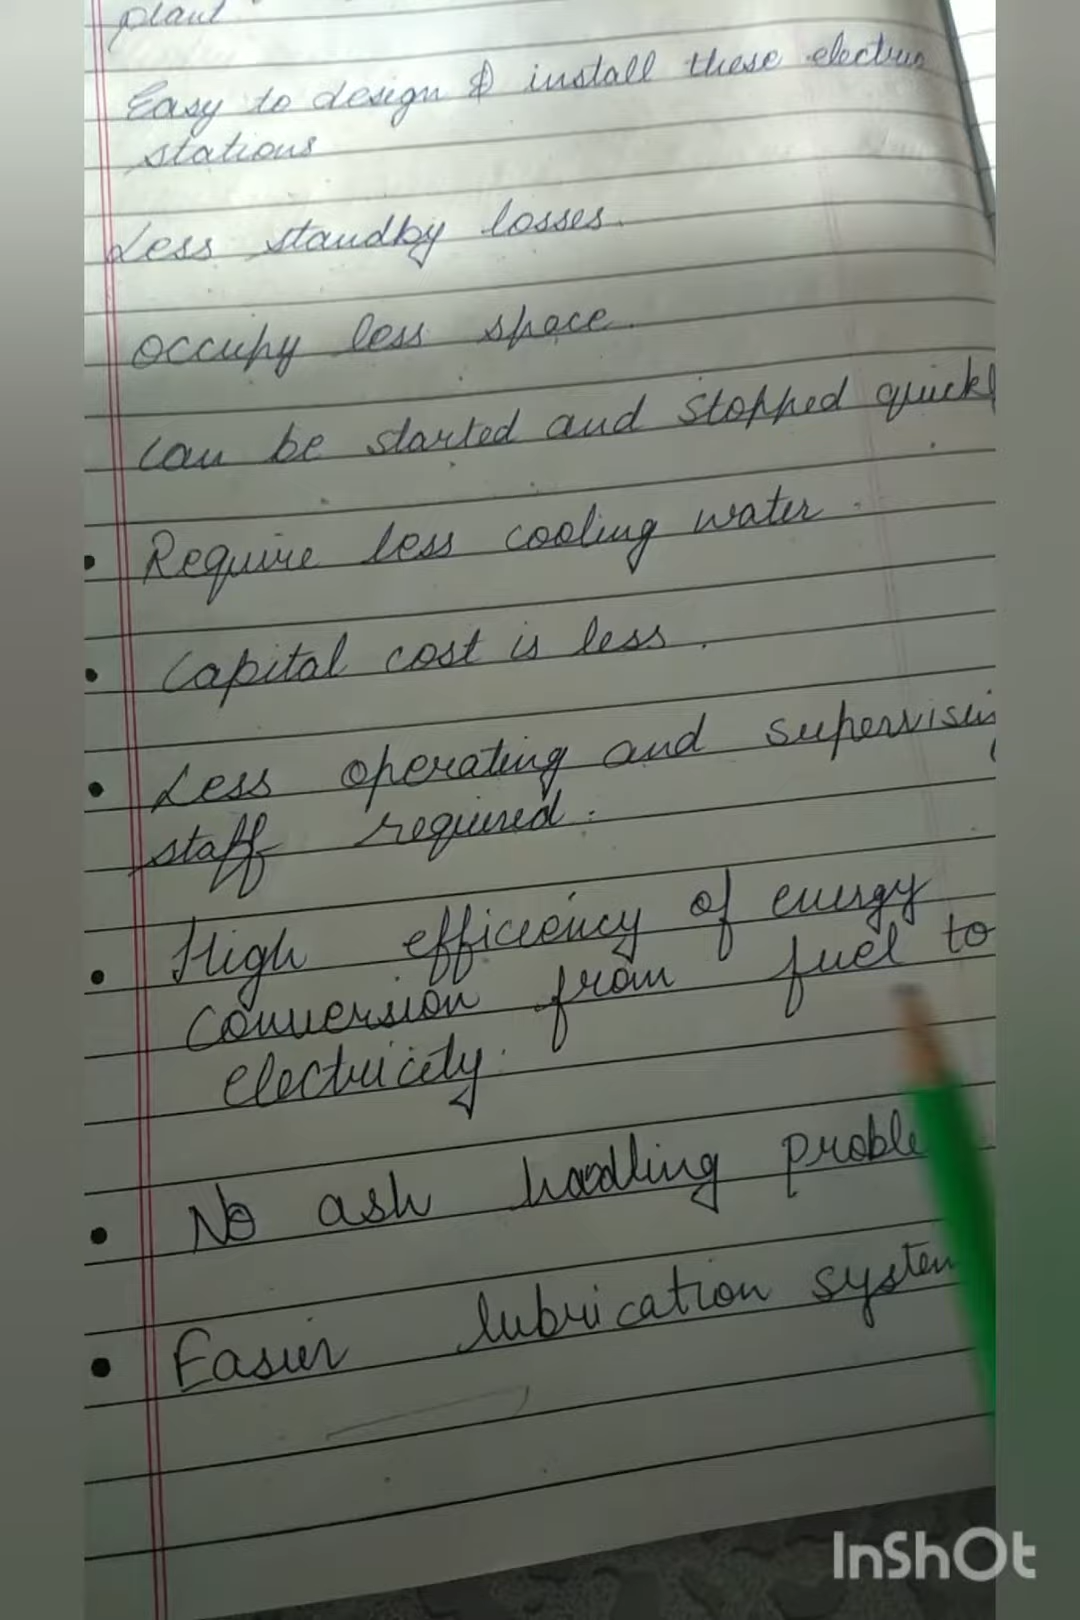 plant
Easy to design & install these electric
stations
Less standby losses.
occupy less space.
can be started and stopped quickl
• Require less cooling water.
• Capital cost is less.
• Less operating and supervisin
staff required.
• High efficiency of energy
conversion from fuel to
electricity.
• No ash handling proble
• Easier lubrication system
InShOt